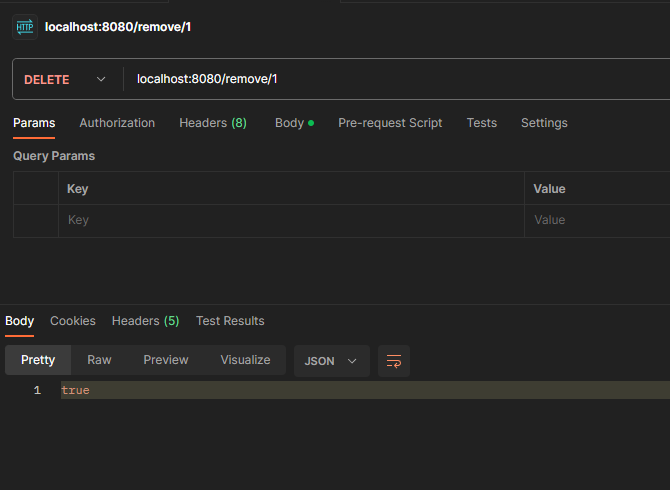 HTTP localhost:8080/remove/1
DELETE localhost:8080/remove/1
Params Authorization Headers (8) Body Pre-request Script Tests Settings
Query Params
Key Value
Key Value
Body Cookies Headers (5) Test Results
Pretty Raw Preview Visualize JSON
1 true